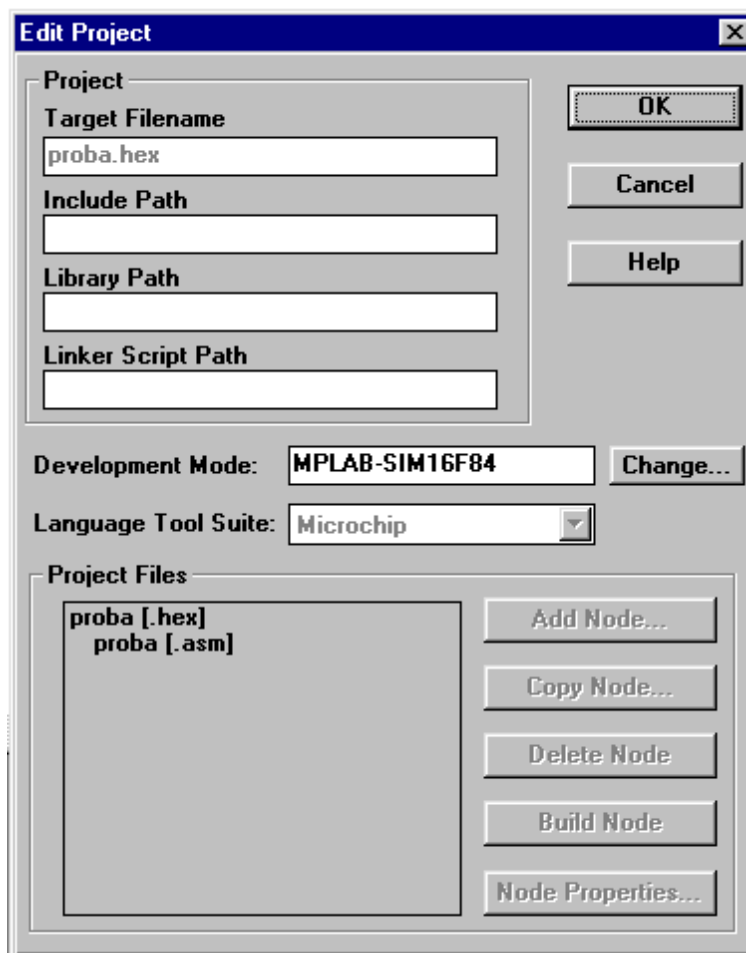 Edit Project
Project
Target Filename
proba.hex
Include Path
Library Path
Linker Script Path
OK
Cancel
Help
Development Mode: MPLAB-SIM16F84 Change...
Language Tool Suite: Microchip
Project Files
proba [.hex]
proba [.asm]
Add Node...
Copy Node...
Delete Node
Build Node
Node Properties...